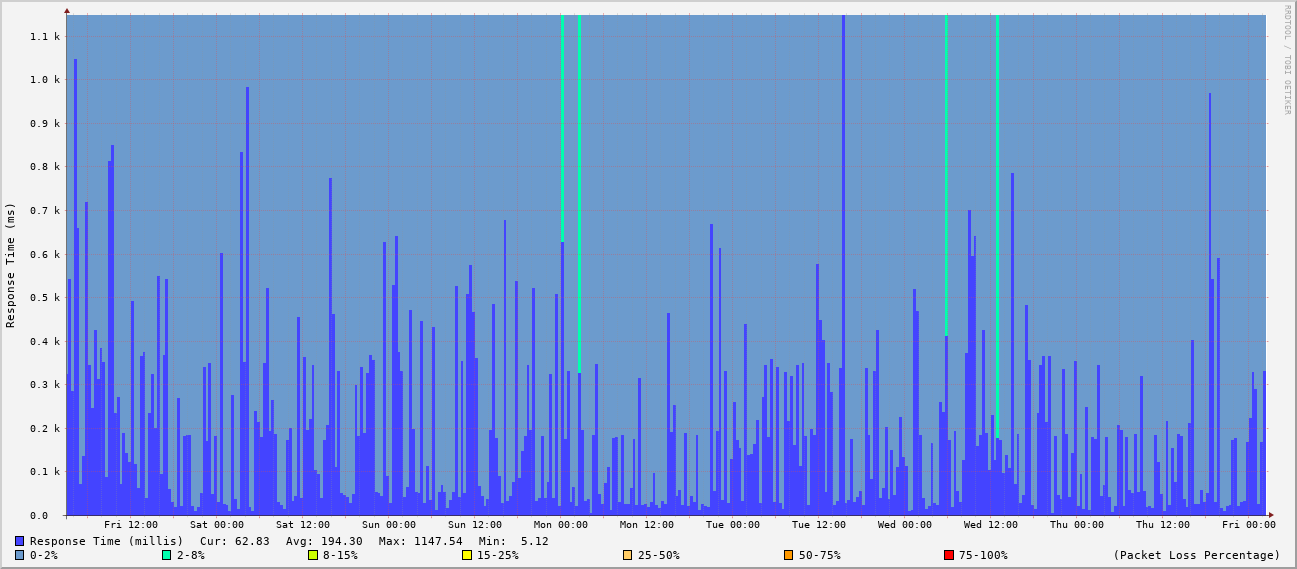 RRDTOOL / TOBI OETIKER
Response Time (ms)
1.1 k
1.0 k
0.9 k
0.8 k
0.7 k
0.6 k
0.5 k
0.4 k
0.3 k
0.2 k
0.1 k
0.0
Fri 12:00 Sat 00:00 Sat 12:00 Sun 00:00 Sun 12:00 Mon 00:00 Mon 12:00 Tue 00:00 Tue 12:00 Wed 00:00 Wed 12:00 Thu 00:00 Thu 12:00 Fri 00:00
Response Time (millis) Cur: 62.83 Avg: 194.30 Max: 1147.54 Min: 5.12
0-2% 2-8% 8-15% 15-25% 25-50% 50-75% 75-100% (Packet Loss Percentage)